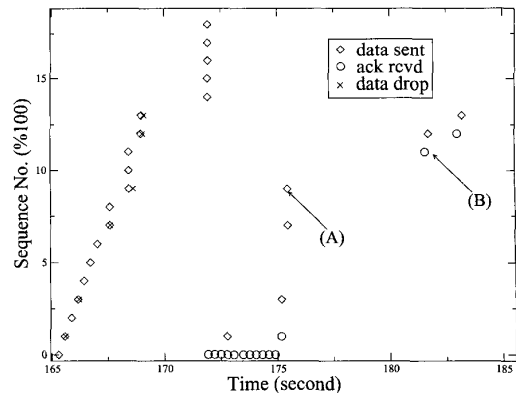 Sequence No. (%100)
15
10
5
0
data sent
ack rcvd
data drop
(A)
(B)
165
170
175
180
185
Time (second)